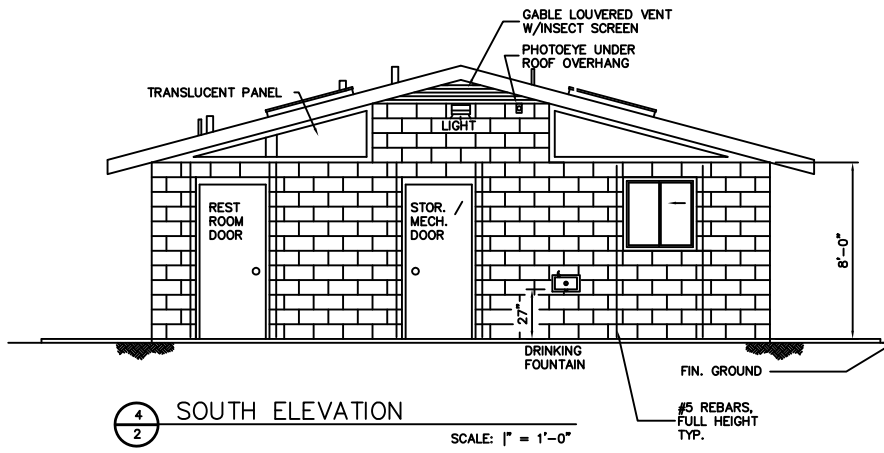 GABLE LOUVERED VENT
W/INSECT SCREEN
PHOTOEYE UNDER
ROOF OVERHANG
TRANSLUCENT PANEL
LIGHT
REST
ROOM
DOOR
STOR. /
MECH.
DOOR
8'-0"
27"
DRINKING
FOUNTAIN
FIN. GROUND
#5 REBARS,
FULL HEIGHT
TYP.
4
2
SOUTH ELEVATION
SCALE: |" = 1'-0"